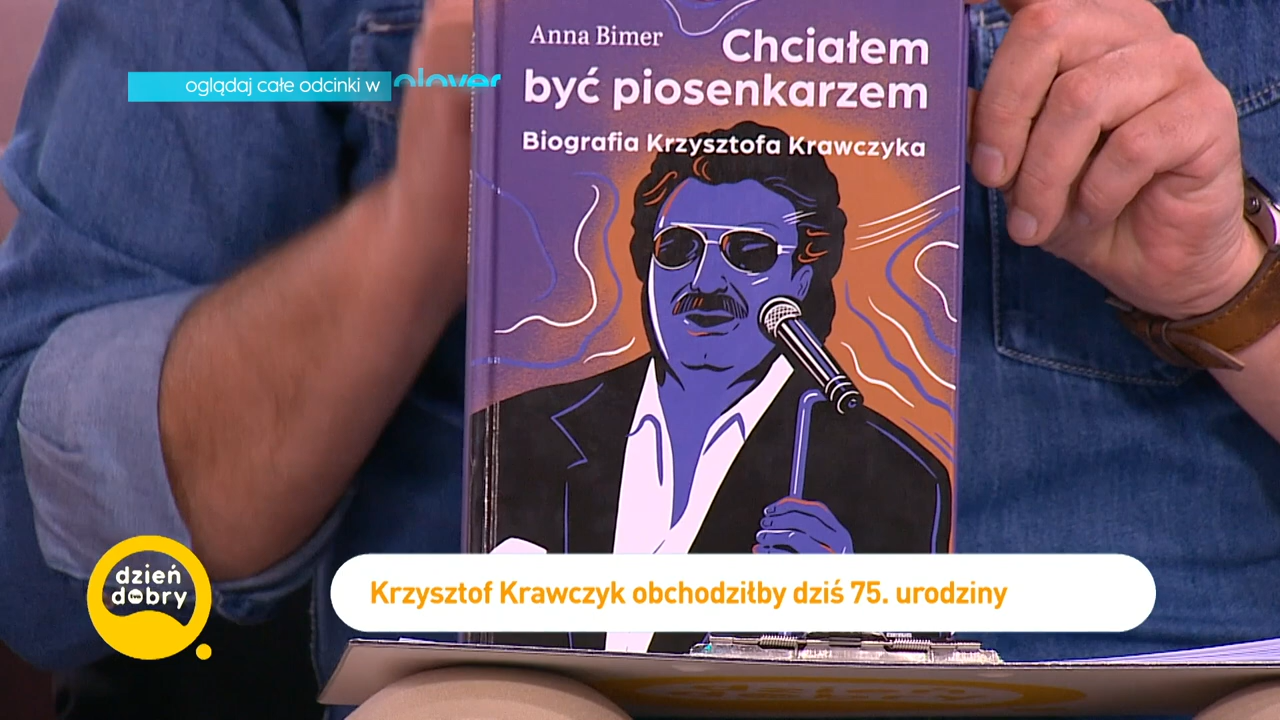 Anna Bimer
Chciałem
być piosenkarzem
Biografia Krzysztofa Krawczyka
oglądaj całe odcinki w player
dzień
dobry
Krzysztof Krawczyk obchodziłby dziś 75. urodziny